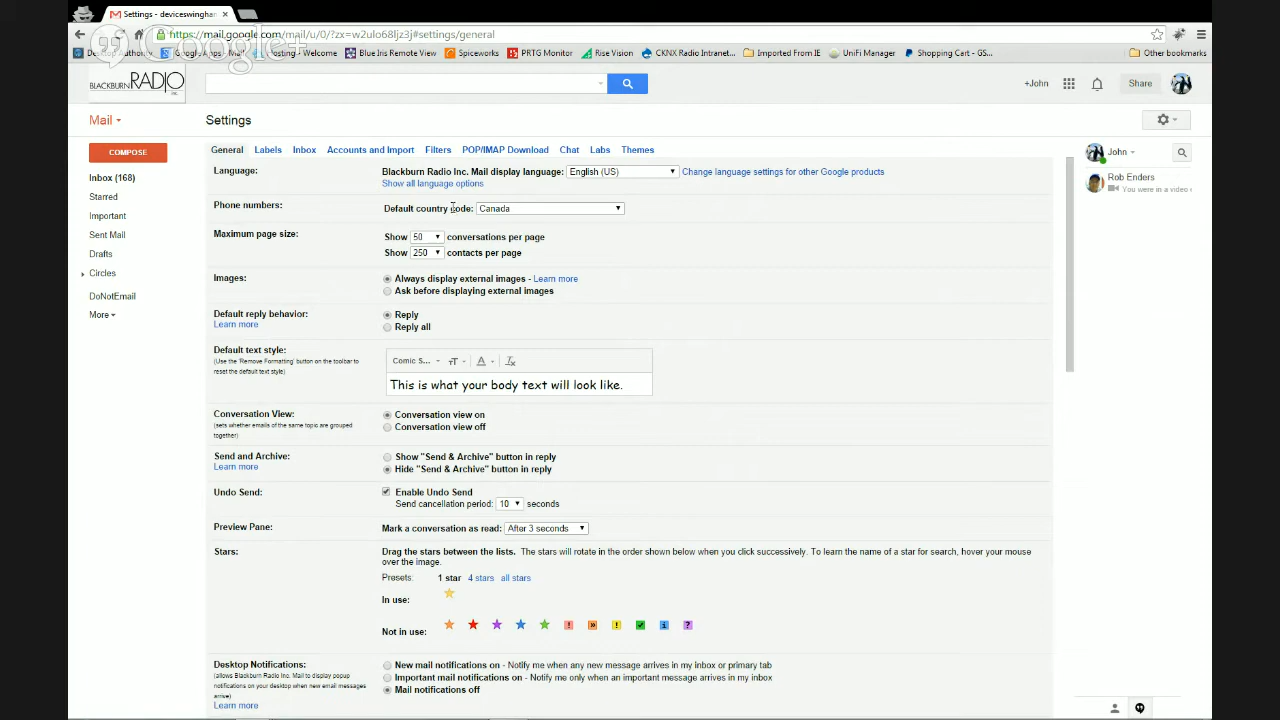 Settings - deviceswinghar
Google+
https://mail.google.com/mail/u/0/?zx=w2ulo68ljz3j#settings/general
Welcome Blue Iris Remote View Spiceworks PRTG Monitor Rise Vision CKNX Radio Intranet... Imported From IE UniFi Manager Shopping Cart - GS... Other bookmarks
BLACKBURN RADIO INC. +John Share
Mail Settings
General Labels Inbox Accounts and Import Filters POP/IMAP Download Chat Labs Themes
COMPOSE
Inbox (168)
Starred
Important
Sent Mail
Drafts
Circles
DoNotEmail
More
Language: Blackburn Radio Inc. Mail display language: English (US) Change language settings for other Google products
Show all language options
Phone numbers: Default country code: Canada
Maximum page size: Show 50 conversations per page
Show 250 contacts per page
Images: Always display external images - Learn more
Ask before displaying external images
Default reply behavior: Reply
Learn more Reply all
Default text style:
(Use the 'Remove Formatting' button on the toolbar to
reset the default text style)
Comic S...
This is what your body text will look like.
Conversation View: Conversation view on
(sets whether emails of the same topic are grouped
together)
Conversation view off
Send and Archive: Show "Send & Archive" button in reply
Learn more Hide "Send & Archive" button in reply
Undo Send: Enable Undo Send
Send cancellation period: 10 seconds
Preview Pane: Mark a conversation as read: After 3 seconds
Stars: Drag the stars between the lists. The stars will rotate in the order shown below when you click successively. To learn the name of a star for search, hover your mouse
over the image.
Presets: 1 star 4 stars all stars
In use:
Not in use:
Desktop Notifications:
(allows Blackburn Radio Inc. Mail to display popup
notifications on your desktop when new email messages
arrive)
Learn more
New mail notifications on - Notify me when any new message arrives in my inbox or primary tab
Important mail notifications on - Notify me only when an important message arrives in my inbox
Mail notifications off
John
Rob Enders
You were in a video c